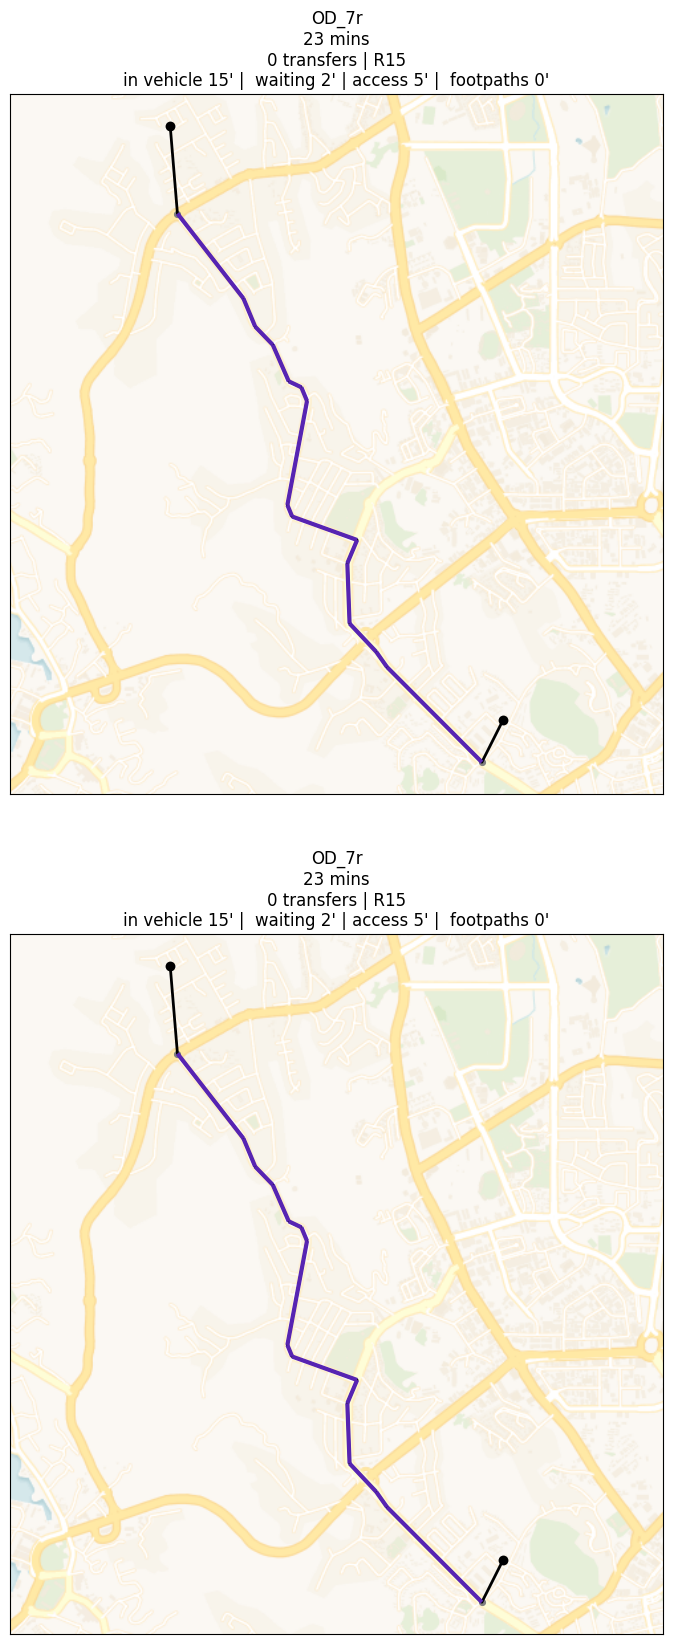 OD_7r
23 mins
0 transfers | R15
in vehicle 15' |  waiting 2' | access 5' |  footpaths 0'
OD_7r
23 mins
0 transfers | R15
in vehicle 15' |  waiting 2' | access 5' |  footpaths 0'